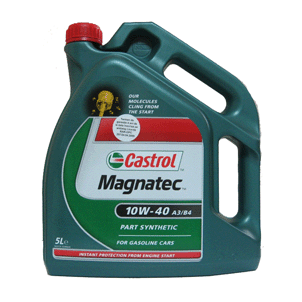 OUR
MOLECULES
CLING FROM
THE START
Castrol
Magnatec™
10W-40 A3/B4
PART SYNTHETIC
FOR GASOLINE CARS
5L e
INSTANT PROTECTION FROM ENGINE START